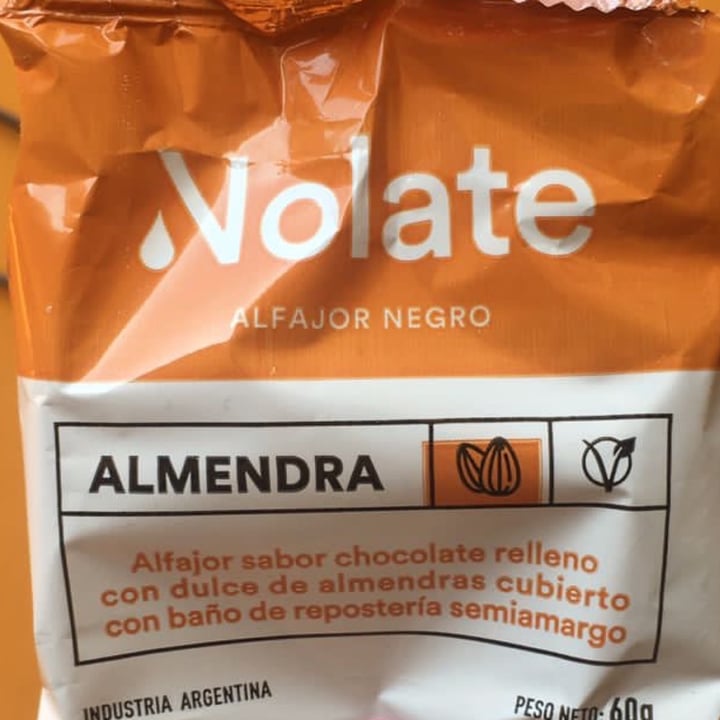 Nolate
ALFAJOR NEGRO
ALMENDRA
Alfajor sabor chocolate relleno
con dulce de almendras cubierto
con baño de repostería semiamargo
INDUSTRIA ARGENTINA
PESO NETO: 60g